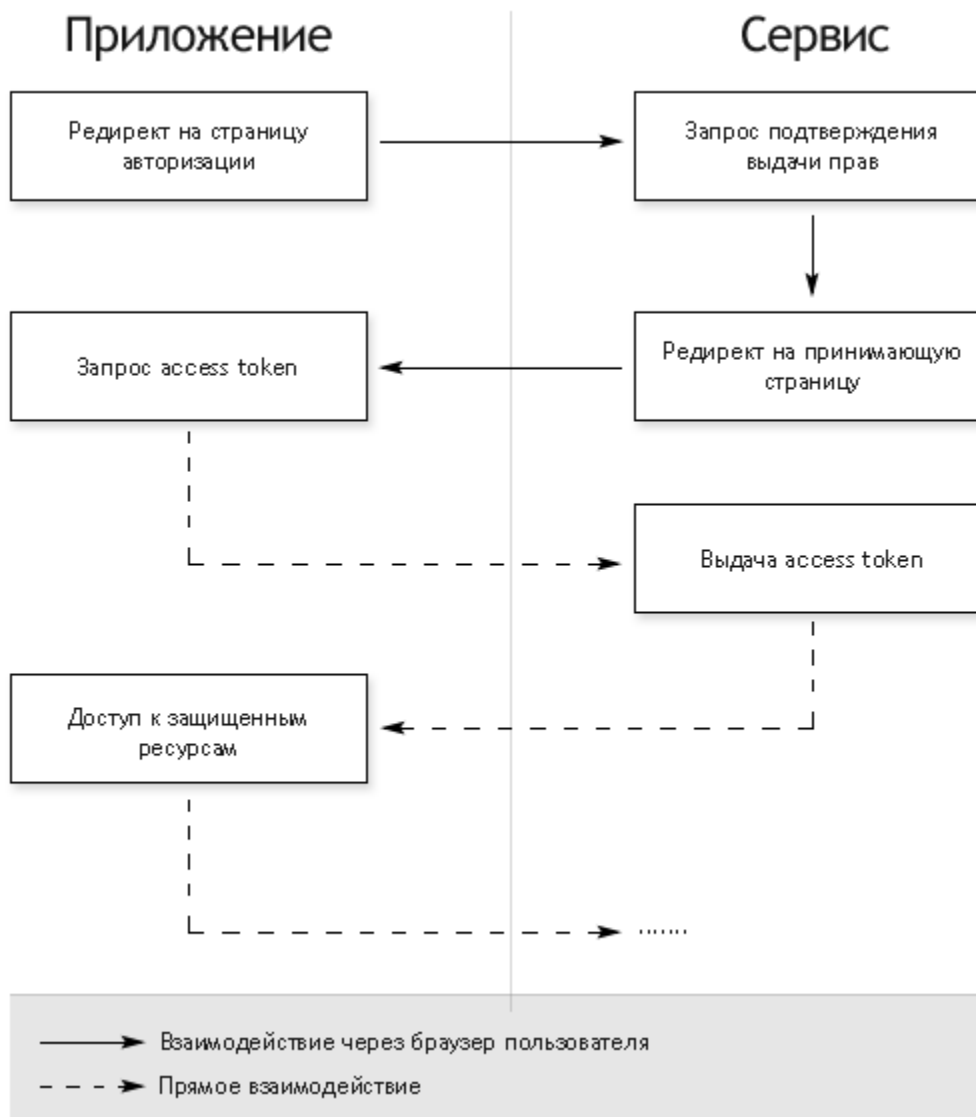 Приложение
Сервис
Редирект на страницу
авторизации
Запрос подтверждения
выдачи прав
Запрос access token
Редирект на принимающую
страницу
Выдача access token
Доступ к защищенным
ресурсам
.......
Взаимодействие через браузер пользователя
Прямое взаимодействие